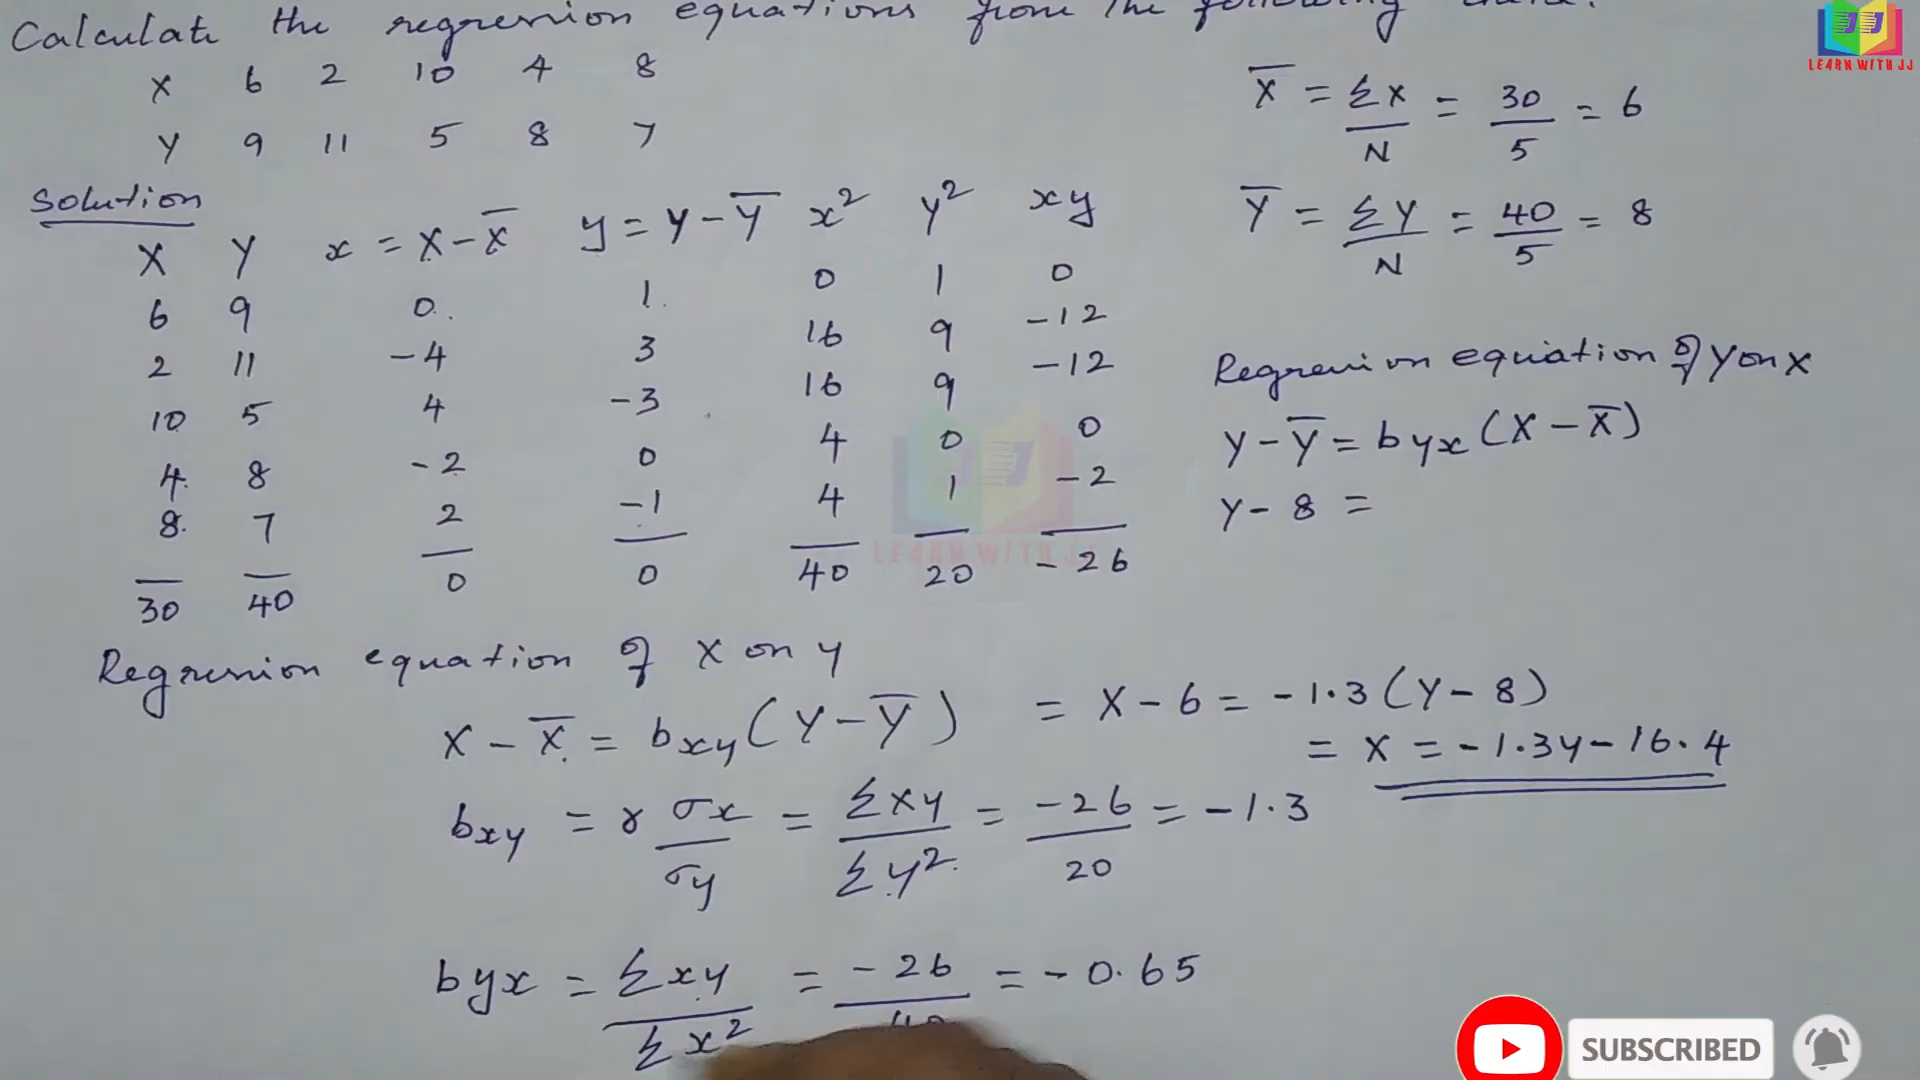 Calculate the regression equations from the following data.
X 6 2 10 4 8
Y 9 11 5 8 7
Solution
X Y x = X - X̅ y = Y - Y̅ x² y² xy
6 9 0 1 0 1 0
2 11 -4 3 16 9 -12
10 5 4 -3 16 9 -12
4 8 -2 0 4 0 0
8 7 2 -1 4 1 -2
30 40 0 0 40 20 -26
X̅ = ΣX/N = 30/5 = 6
Y̅ = ΣY/N = 40/5 = 8
Regression equation of Y on X
Y - Y̅ = byx (X - X̅)
Y - 8 =
Regression equation of X on Y
X - X̅ = bxy (Y - Y̅) = X - 6 = -1.3 (Y - 8)
= X = -1.3y - 16.4
bxy = r σx/σy = Σxy/Σy² = -26/20 = -1.3
byx = Σxy/Σx² = -26/40 = -0.65
LEARN WITH JJ
LEARN WITH J
SUBSCRIBED